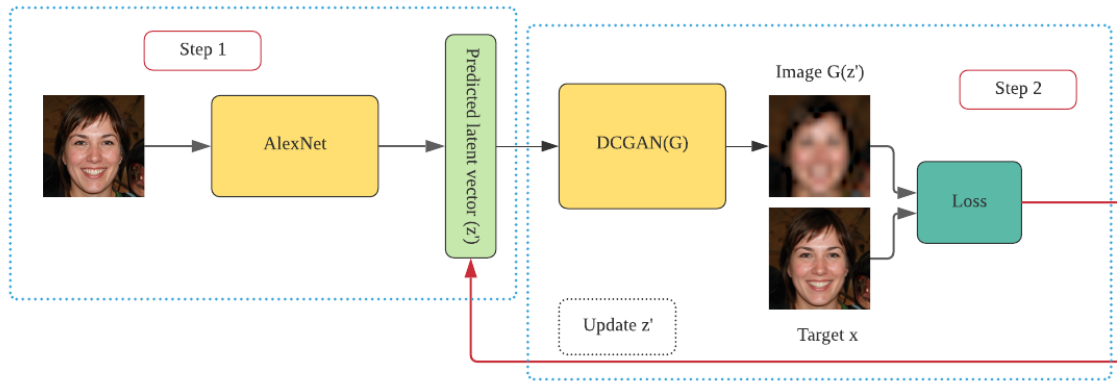 Step 1
AlexNet
Predicted latent vector (z')
DCGAN(G)
Image G(z')
Step 2
Loss
Target x
Update z'